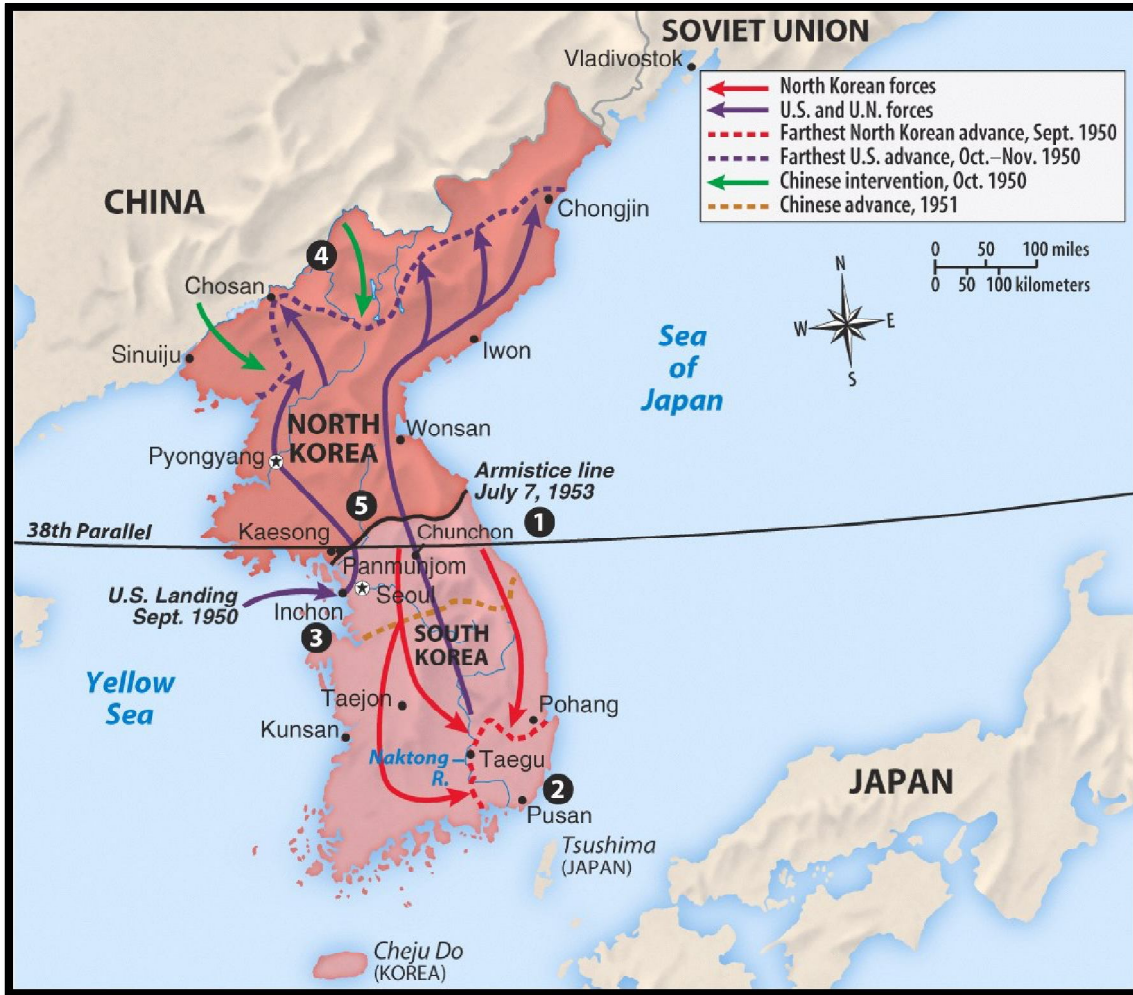 SOVIET UNION
Vladivostok
North Korean forces
U.S. and U.N. forces
Farthest North Korean advance, Sept. 1950
Farthest U.S. advance, Oct.–Nov. 1950
Chinese intervention, Oct. 1950
Chinese advance, 1951
CHINA
Chongjin
0 50 100 miles
0 50 100 kilometers
N
W E
S
4
Chosan
Sinuiju
Iwon
Sea
of
Japan
NORTH
KOREA
Wonsan
Pyongyang
Armistice line
July 7, 1953
5
1
38th Parallel
Kaesong
Chunchon
Panmunjom
U.S. Landing
Sept. 1950
Seoul
Inohon
3
SOUTH
KOREA
Yellow
Sea
Taejon
Pohang
Kunsan
Naktong
R.
Taegu
2
Pusan
JAPAN
Tsushima
(JAPAN)
Cheju Do
(KOREA)